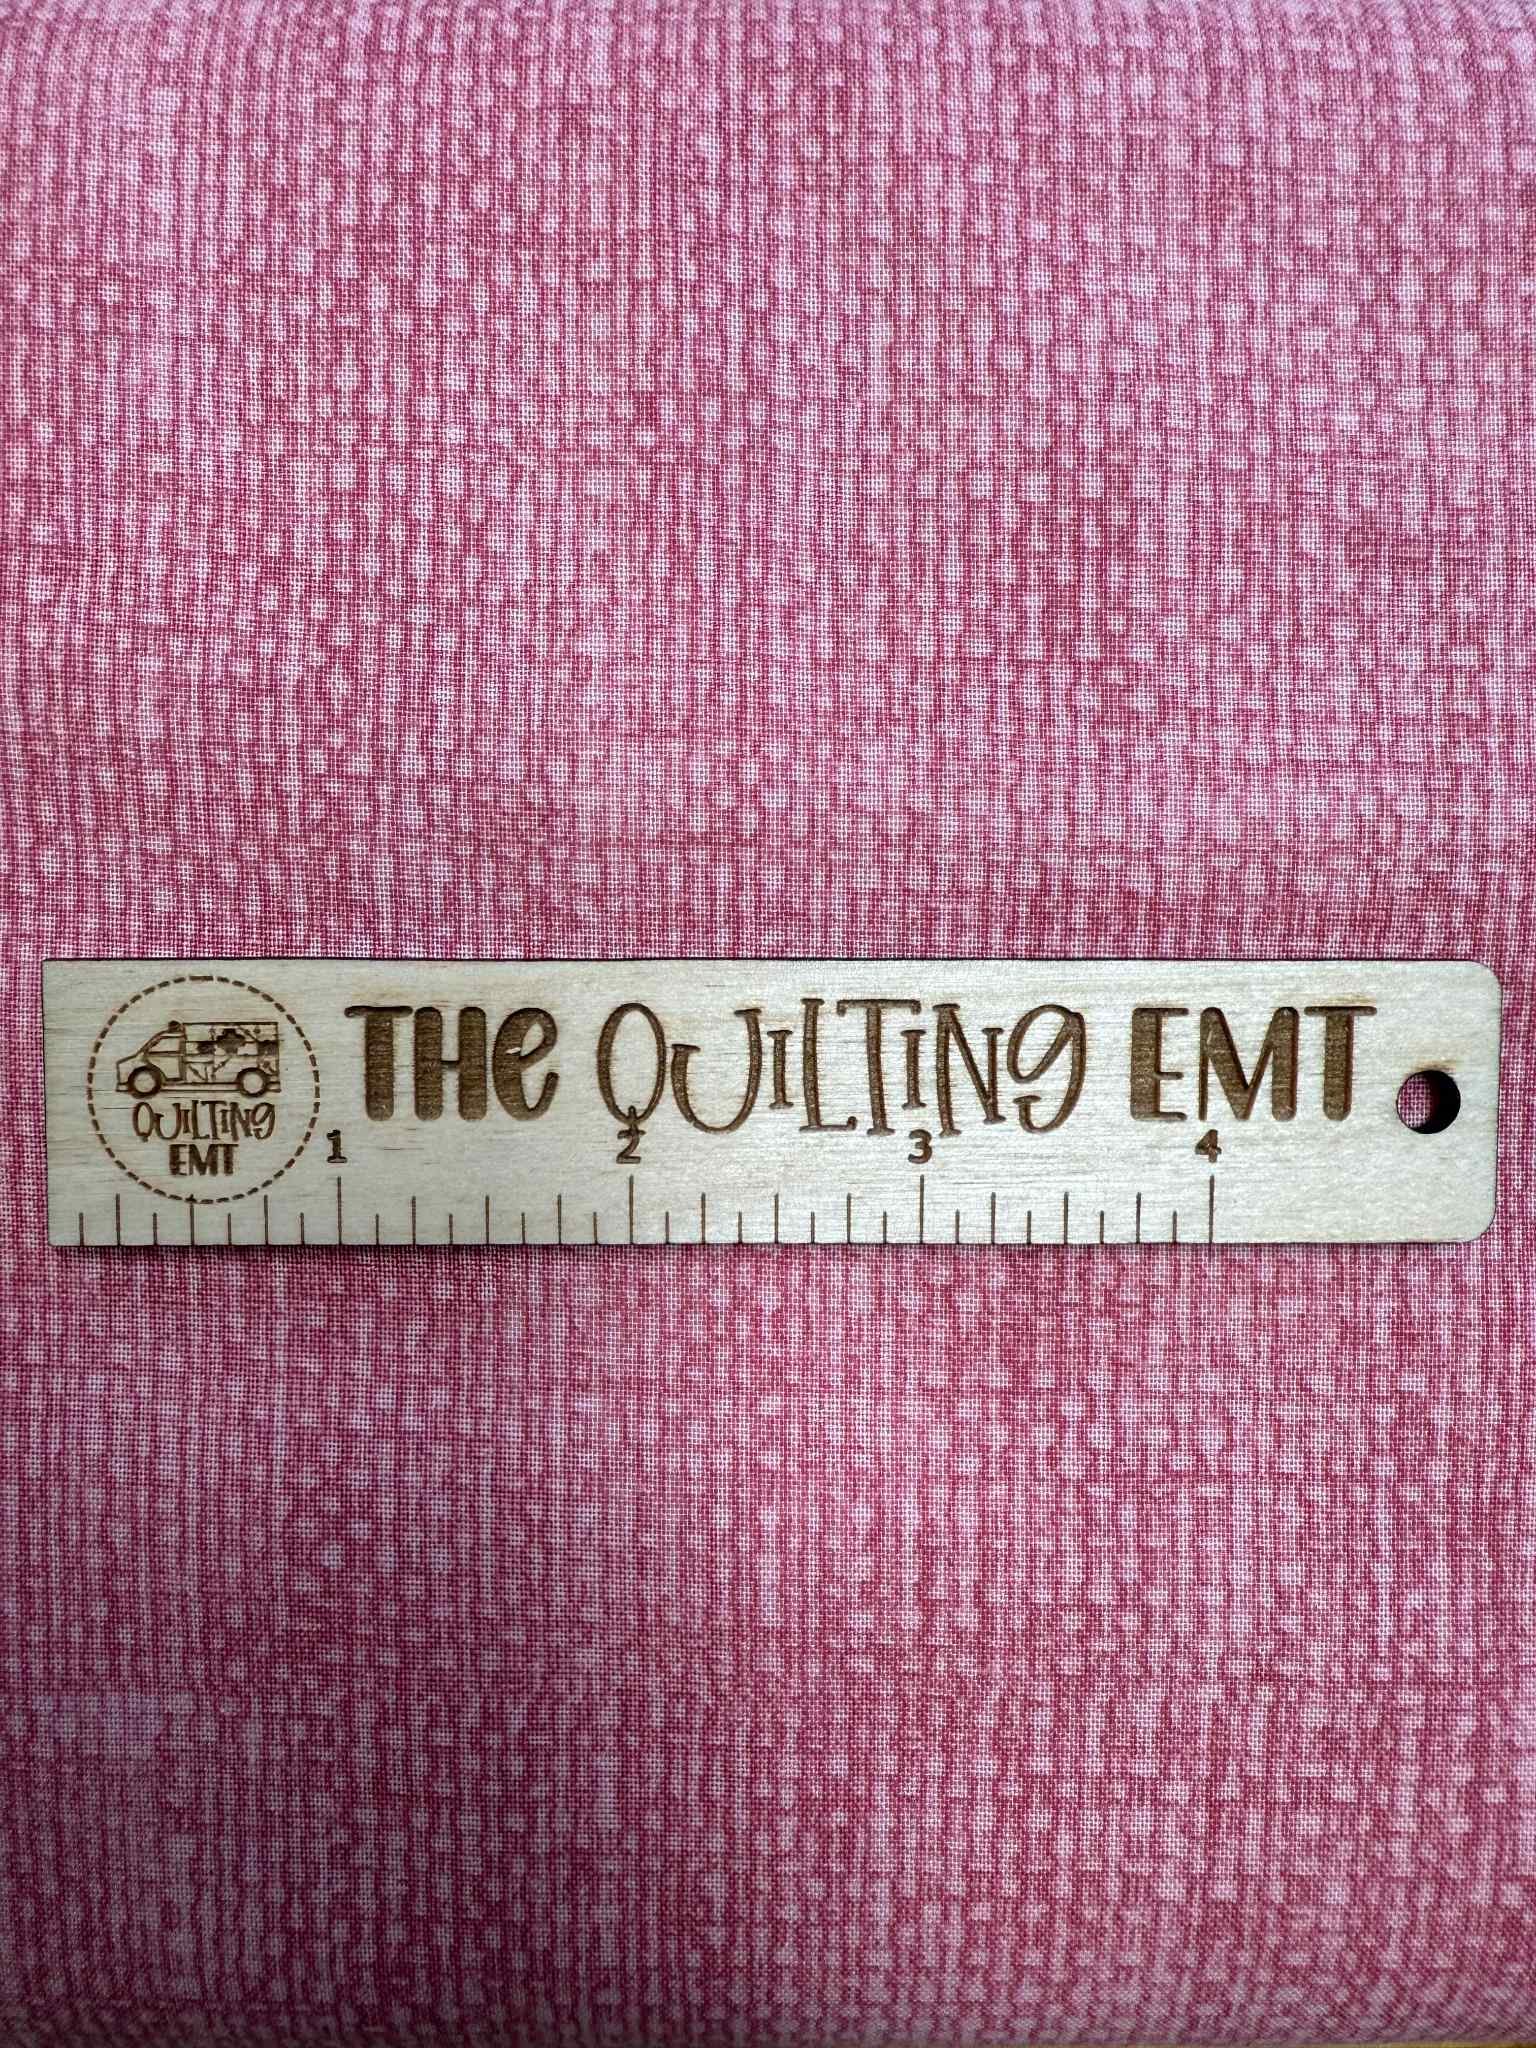 THE QUILTING EMT
QUILTING
EMT
1 2 3 4